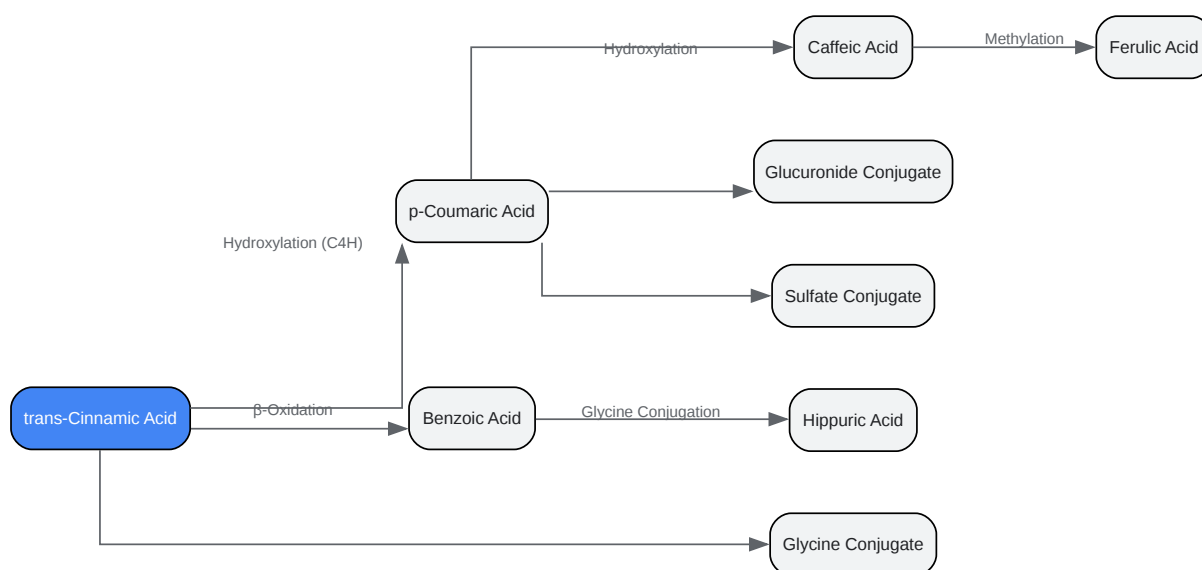 Hydroxylation
Caffeic Acid
Methylation
Ferulic Acid
Glucuronide Conjugate
p-Coumaric Acid
Hydroxylation (C4H)
Sulfate Conjugate
trans-Cinnamic Acid
β-Oxidation
Benzoic Acid
Glycine Conjugation
Hippuric Acid
Glycine Conjugate